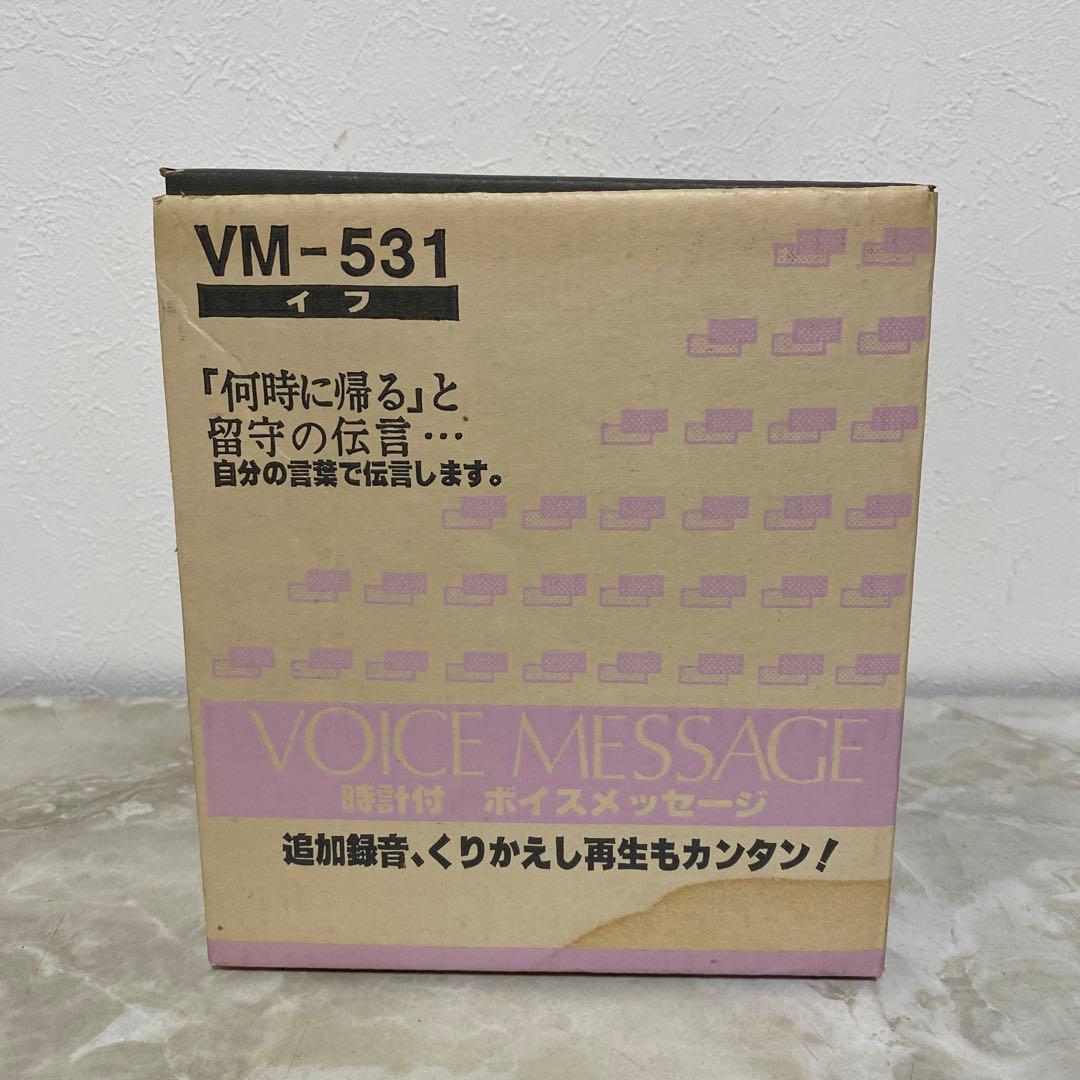 VM-531
イフ
『何時に帰る』と
留守の伝言…
自分の言葉で伝言します。
VOICE MESSAGE
時計付 ボイスメッセージ
追加録音、くりかえし再生もカンタン!